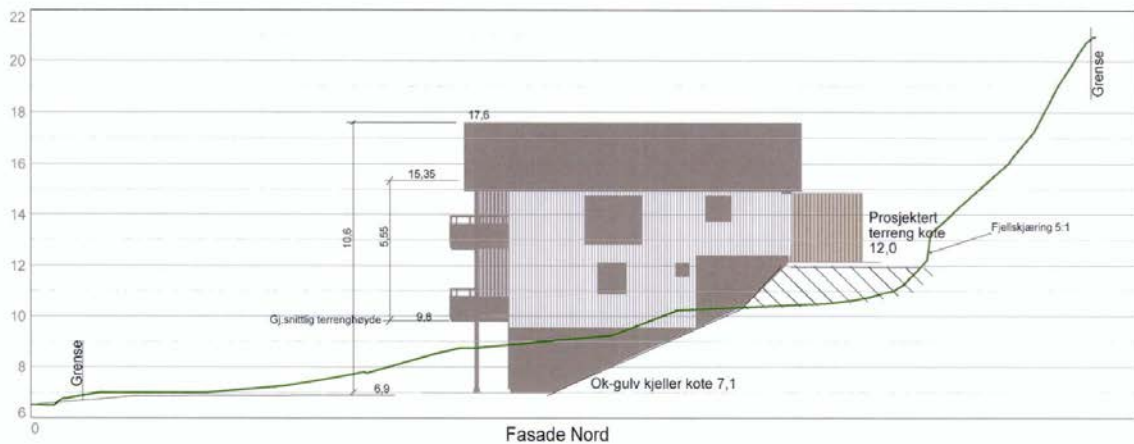 22
20
18
16
14
12
10
8
6
0
Grense
17,6
15,35
10,6
5,55
9,8
Gj.snittlig terrenghøyde
6,9
Grense
Prosjektert
terreng kote
12,0
Fjellskjæring 5:1
Ok-gulv kjeller kote 7,1
Fasade Nord